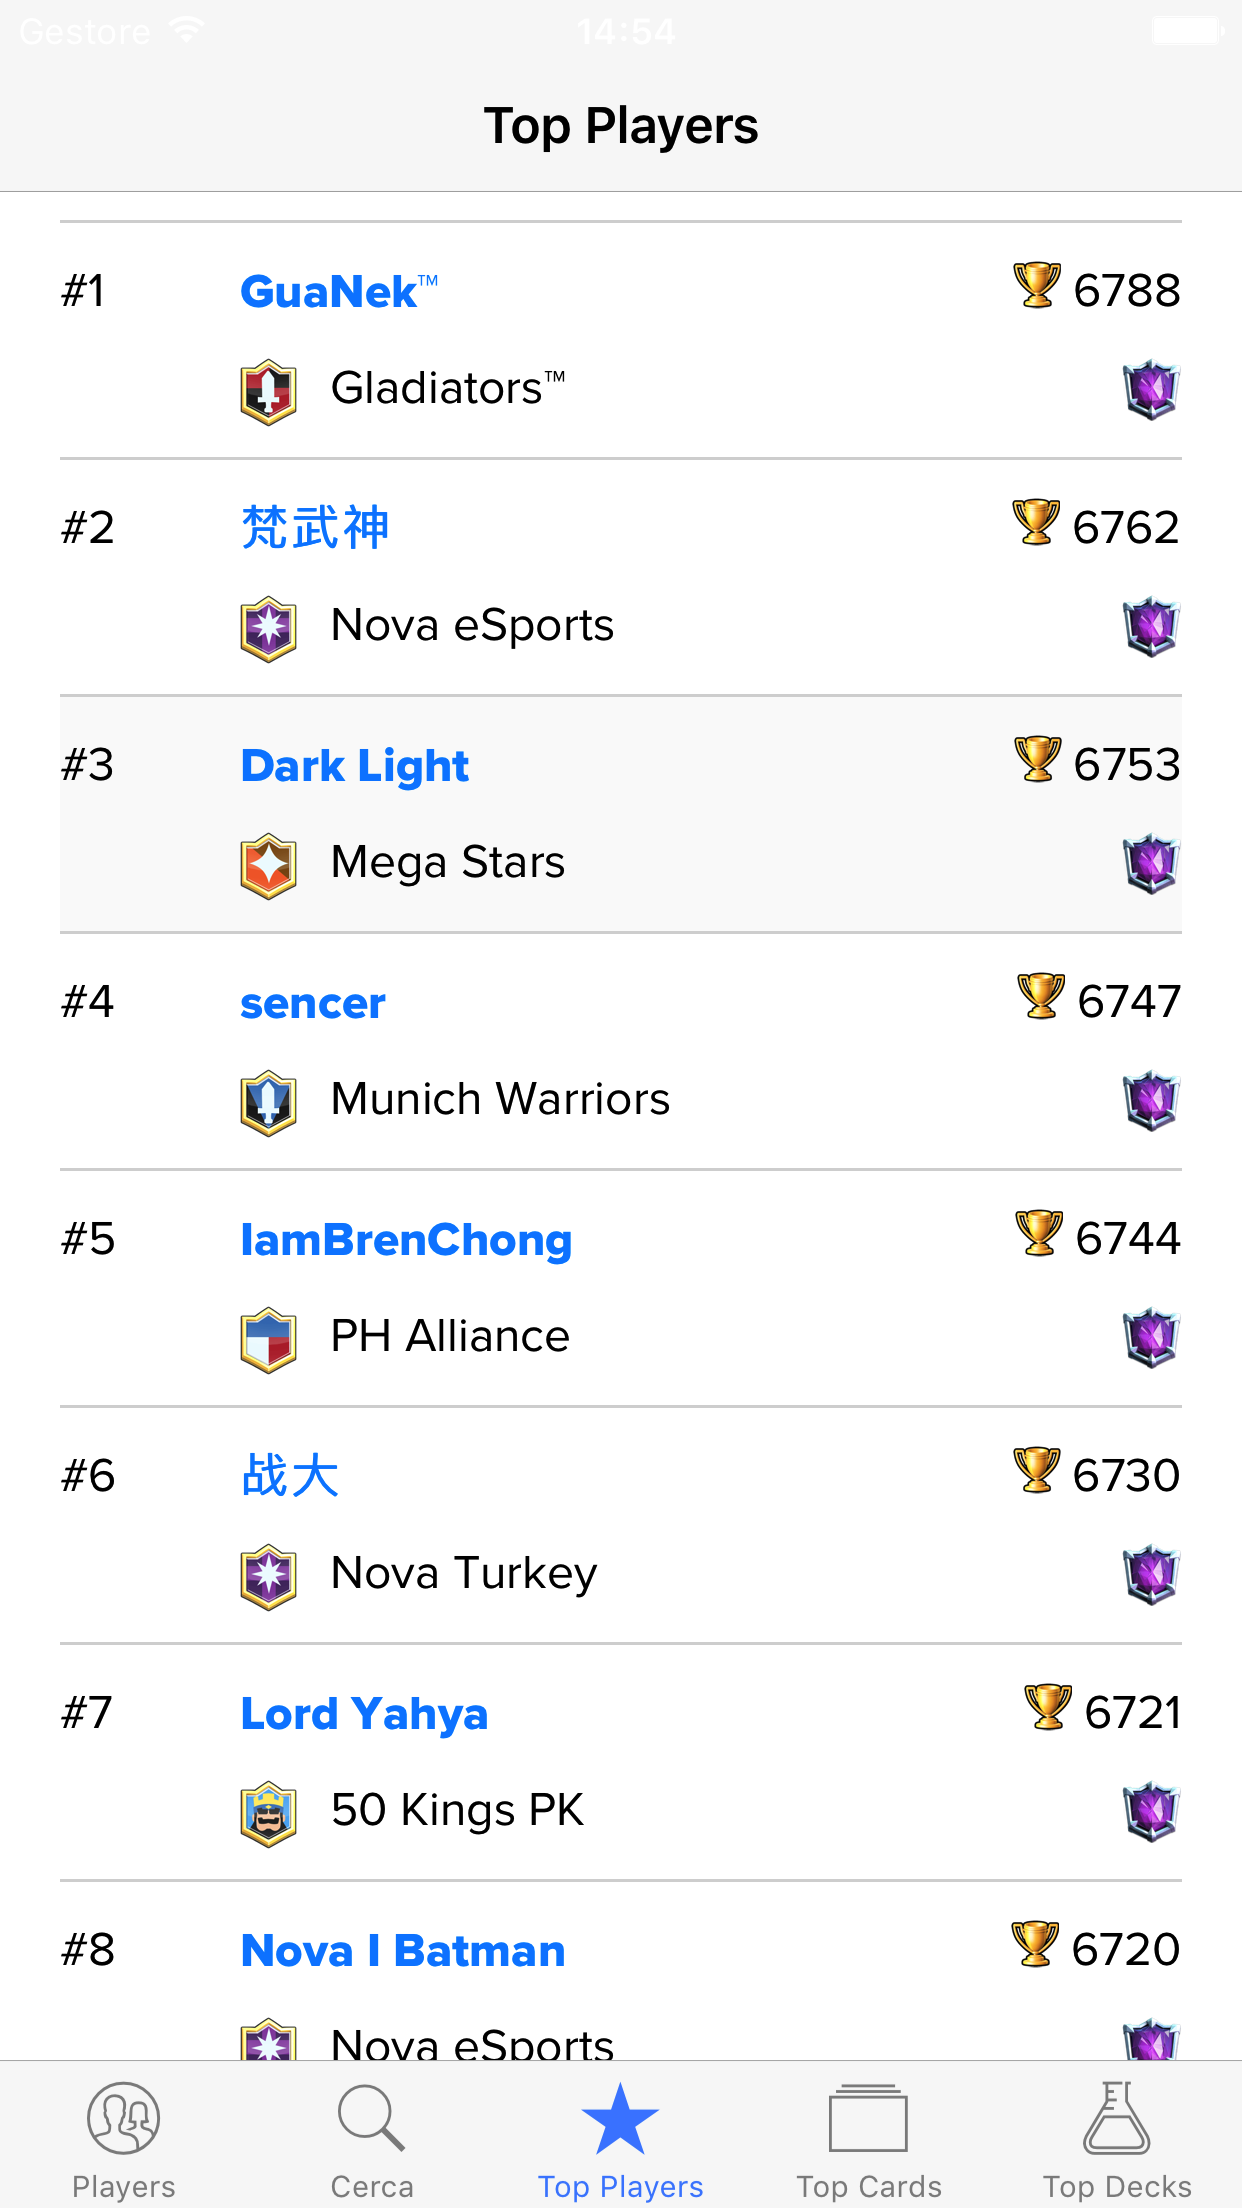 Gestore 14:54
Top Players
#1 GuaNek™ 6788
Gladiators™
#2 梵武神 6762
Nova eSports
#3 Dark Light 6753
Mega Stars
#4 sencer 6747
Munich Warriors
#5 IamBrenChong 6744
PH Alliance
#6 战大 6730
Nova Turkey
#7 Lord Yahya 6721
50 Kings PK
#8 Nova I Batman 6720
Nova eSports
Players Cerca Top Players Top Cards Top Decks